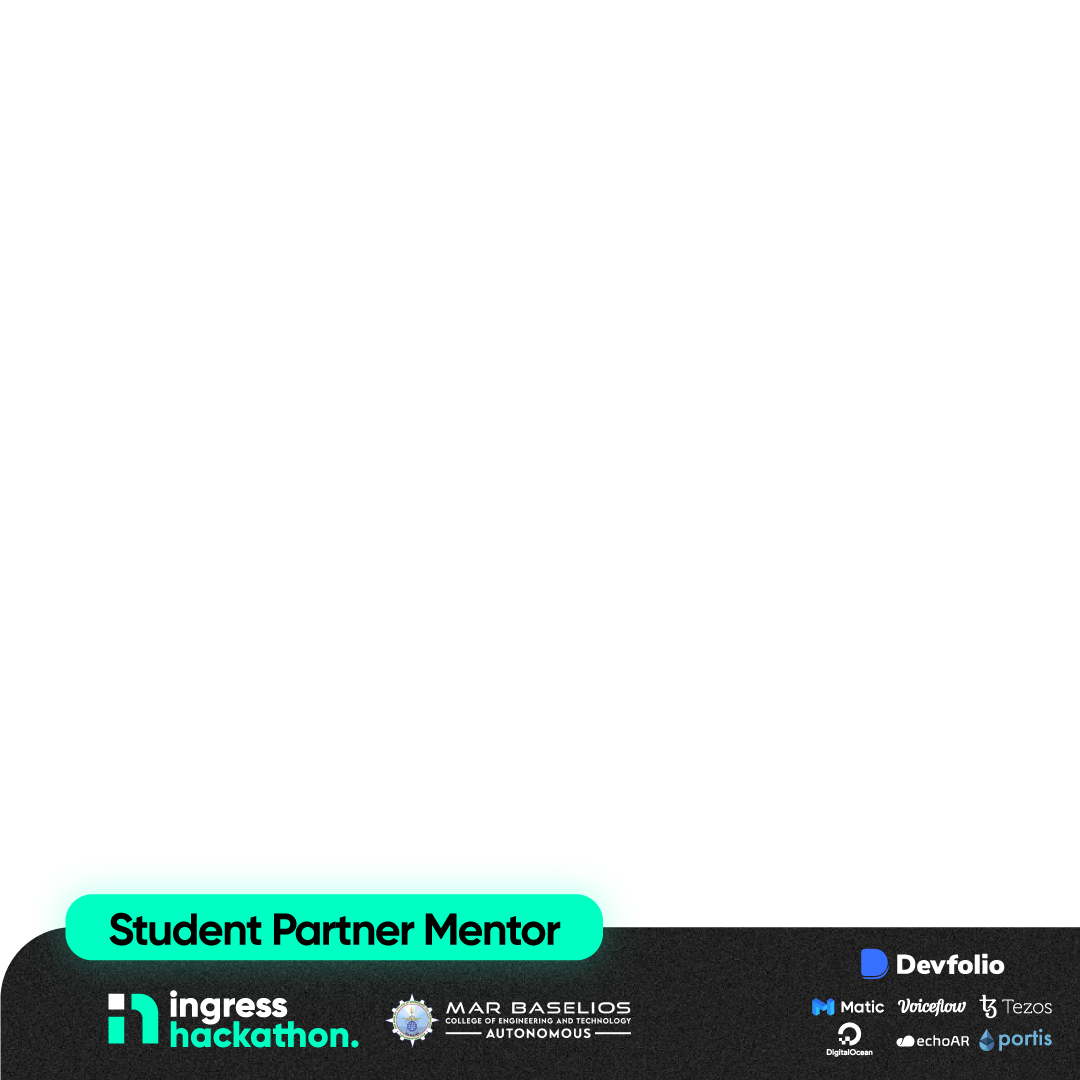 Student Partner Mentor
ingress
hackathon.
MAR BASELIOS
COLLEGE OF ENGINEERING AND TECHNOLOGY
AUTONOMOUS
Devfolio
Matic Voiceflow Tezos
DigitalOcean echoAR portis